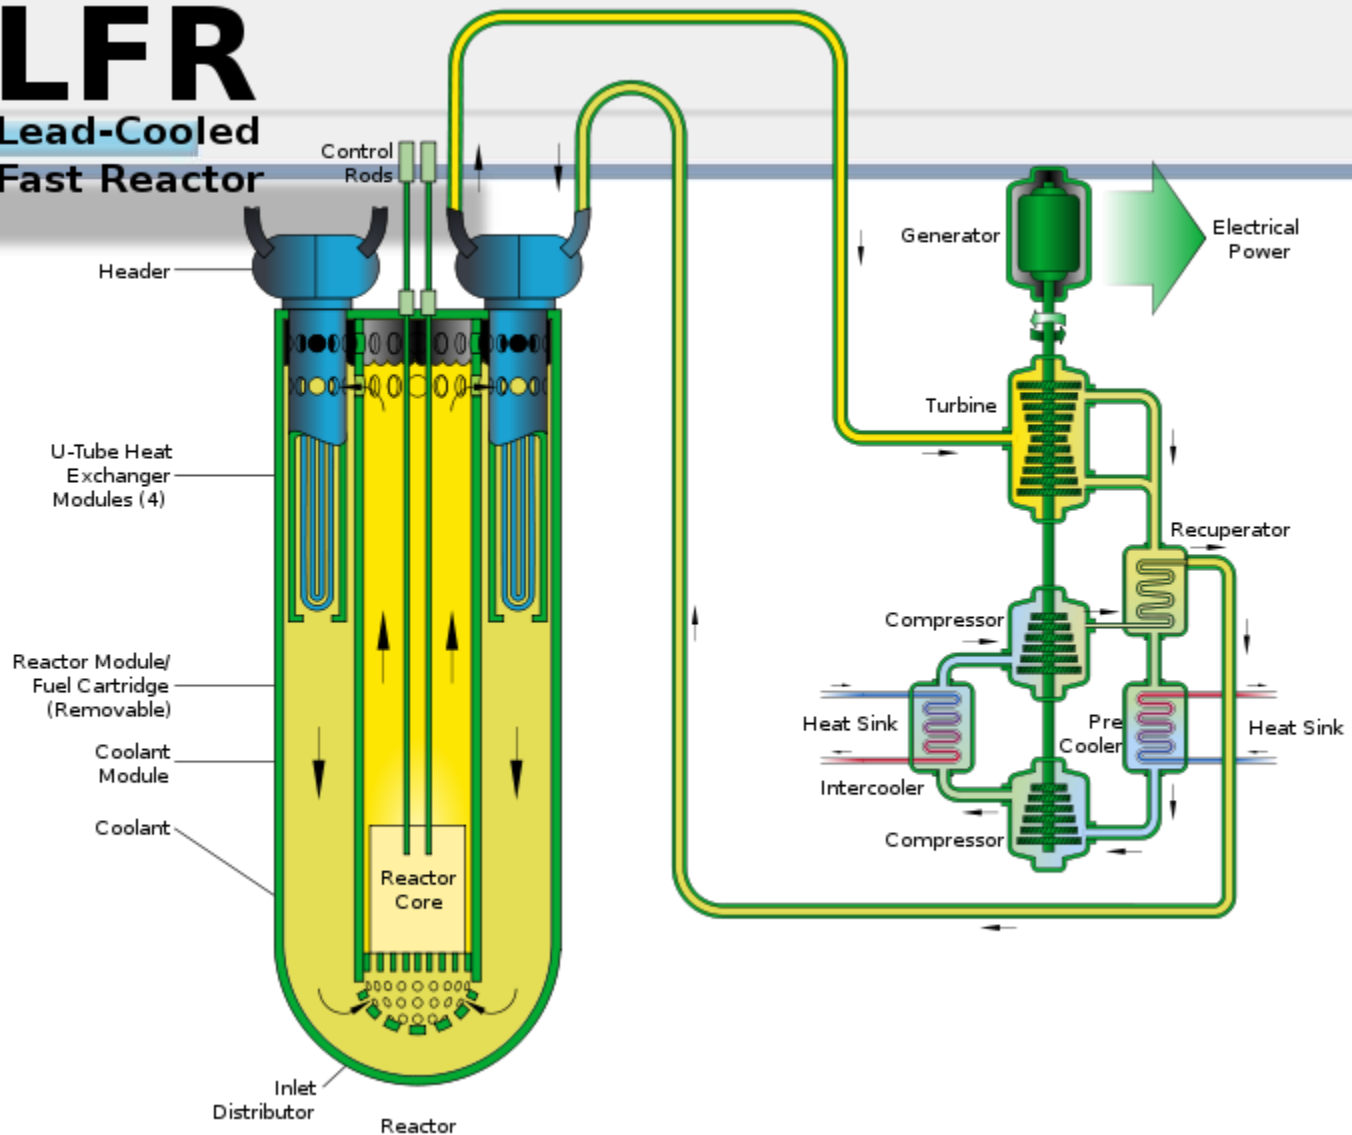 LFR
Lead-Cooled
Fast Reactor
Control
Rods
Header
Generator
Electrical
Power
Turbine
U-Tube Heat
Exchanger
Modules (4)
Recuperator
Compressor
Reactor Module/
Fuel Cartridge
(Removable)
Heat Sink
Pre
Cooler
Heat Sink
Coolant
Module
Intercooler
Coolant
Compressor
Reactor
Core
Inlet
Distributor
Reactor